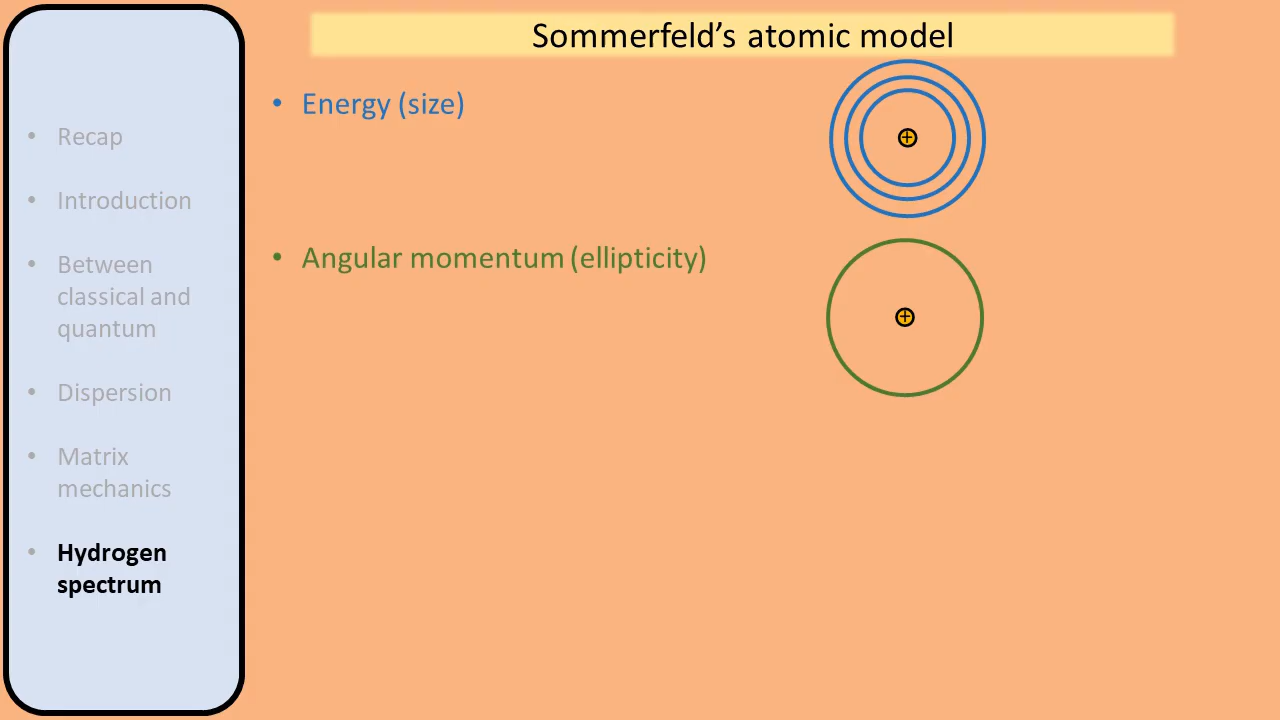 Sommerfeld’s atomic model
• Recap
• Introduction
• Between
classical and
quantum
• Dispersion
• Matrix
mechanics
• Hydrogen
spectrum
• Energy (size)
+
• Angular momentum (ellipticity)
+